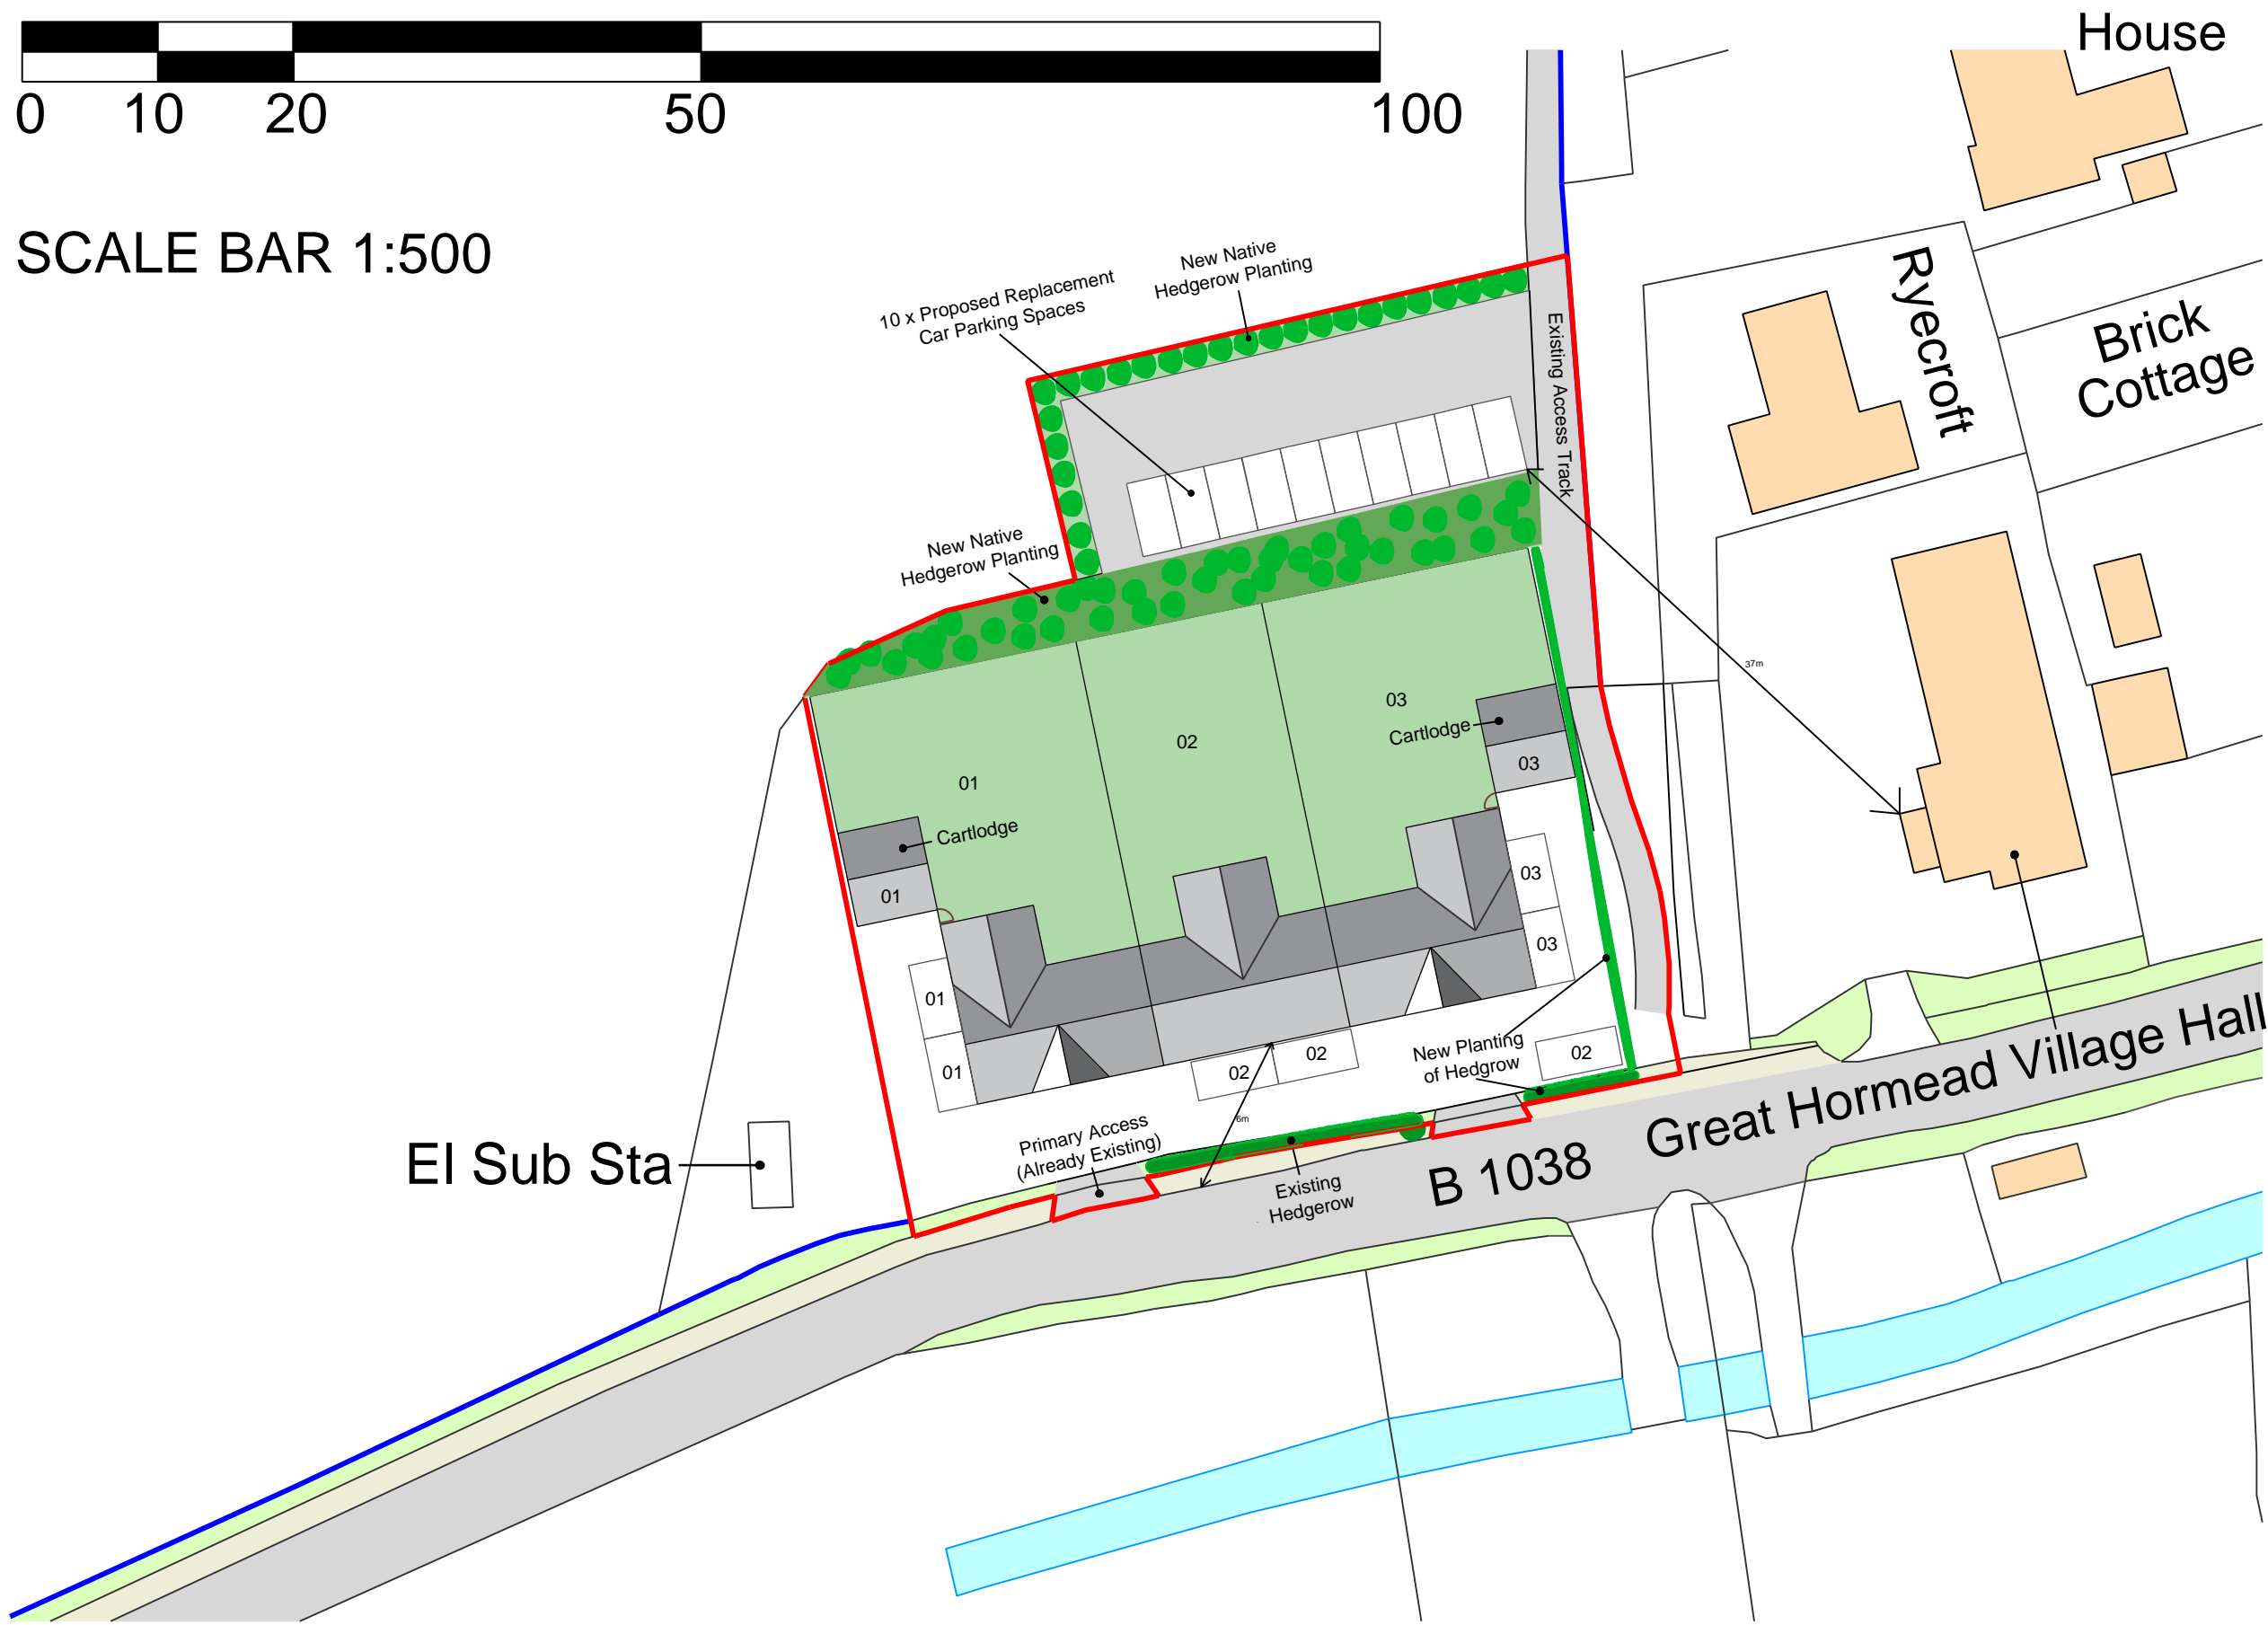 House
0 10 20 50 100
SCALE BAR 1:500
New Native
Hedgerow Planting
10 x Proposed Replacement
Car Parking Spaces
Ryecroft
Brick
Cottage
Existing Access Track
New Native
Hedgerow Planting
37m
03
02
01
Cartlodge
03
Cartlodge
01
03
03
01
01
02
02
02
New Planting
of Hedgrow
6m
Primary Access
(Already Existing)
Existing
Hedgerow
El Sub Sta
B 1038
Great Hormead Village Hall